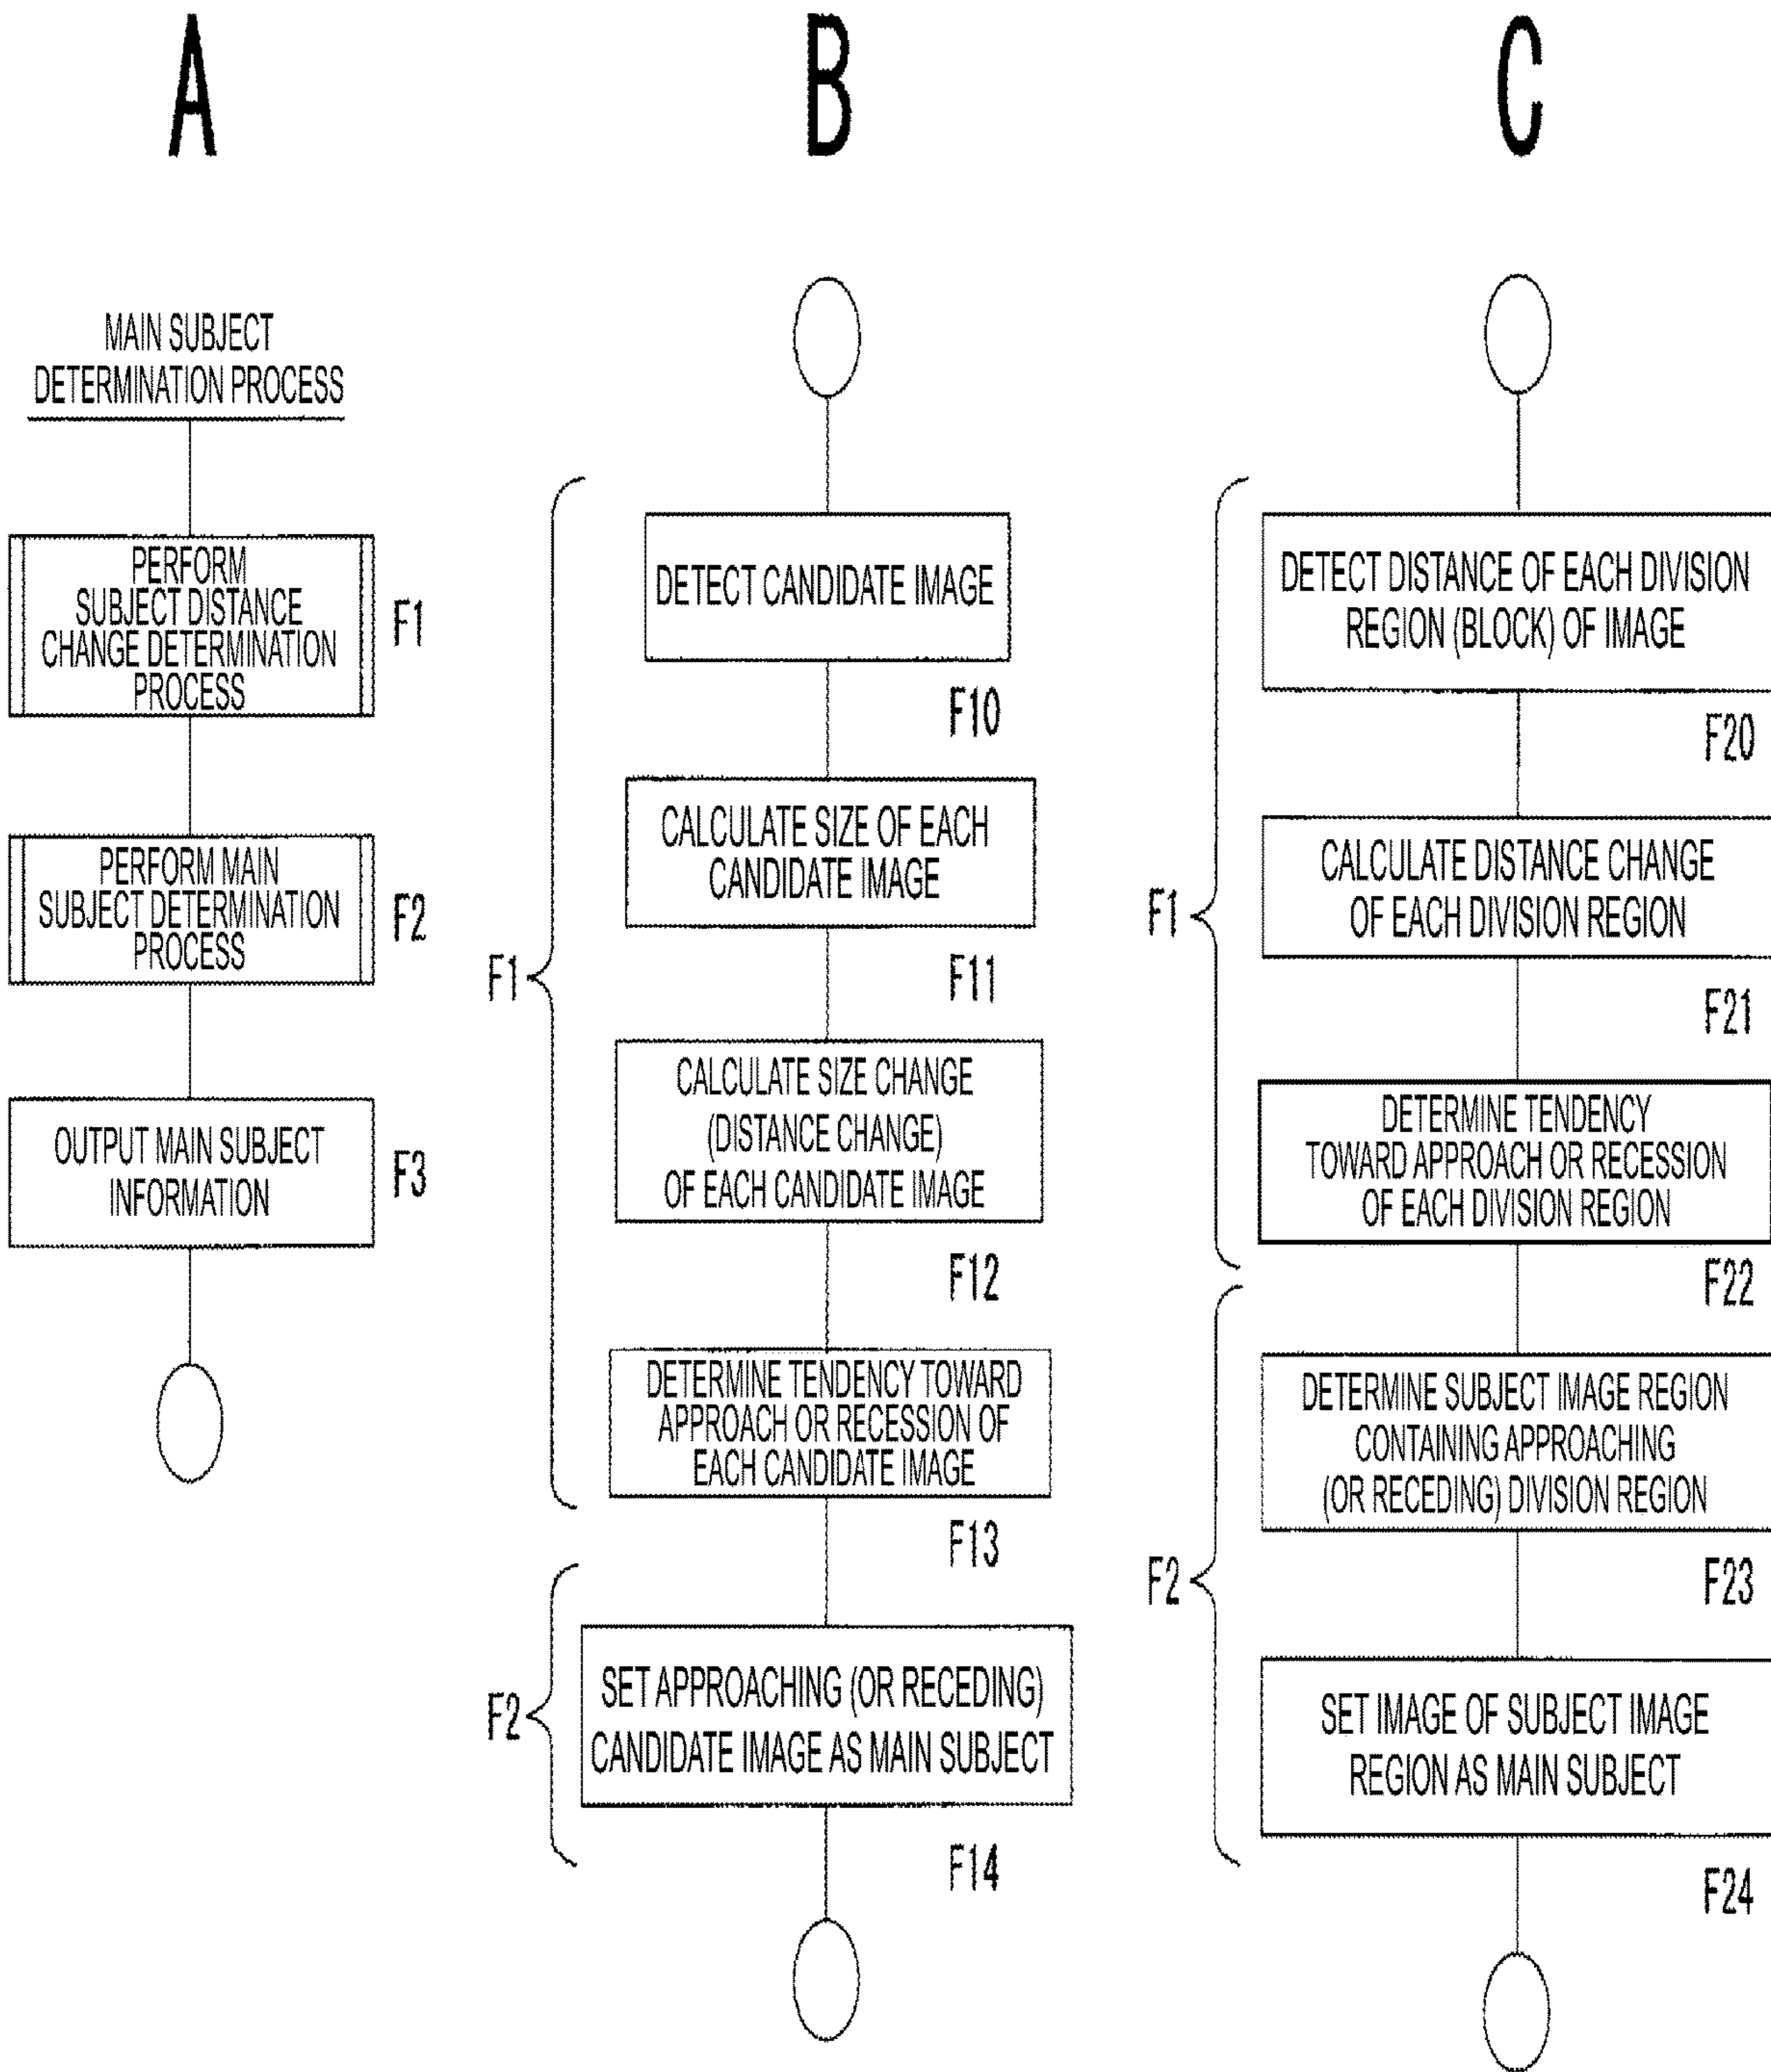 A
MAIN SUBJECT
DETERMINATION PROCESS
PERFORM
SUBJECT DISTANCE
CHANGE DETERMINATION
PROCESS
F1
PERFORM MAIN
SUBJECT DETERMINATION
PROCESS
F2
OUTPUT MAIN SUBJECT
INFORMATION
F3
B
F1
DETECT CANDIDATE IMAGE
F10
CALCULATE SIZE OF EACH
CANDIDATE IMAGE
F11
CALCULATE SIZE CHANGE
(DISTANCE CHANGE)
OF EACH CANDIDATE IMAGE
F12
DETERMINE TENDENCY TOWARD
APPROACH OR RECESSION OF
EACH CANDIDATE IMAGE
F13
F2
SET APPROACHING (OR RECEDING)
CANDIDATE IMAGE AS MAIN SUBJECT
F14
C
F1
DETECT DISTANCE OF EACH DIVISION
REGION (BLOCK) OF IMAGE
F20
CALCULATE DISTANCE CHANGE
OF EACH DIVISION REGION
F21
DETERMINE TENDENCY
TOWARD APPROACH OR RECESSION
OF EACH DIVISION REGION
F22
F2
DETERMINE SUBJECT IMAGE REGION
CONTAINING APPROACHING
(OR RECEDING) DIVISION REGION
F23
SET IMAGE OF SUBJECT IMAGE
REGION AS MAIN SUBJECT
F24